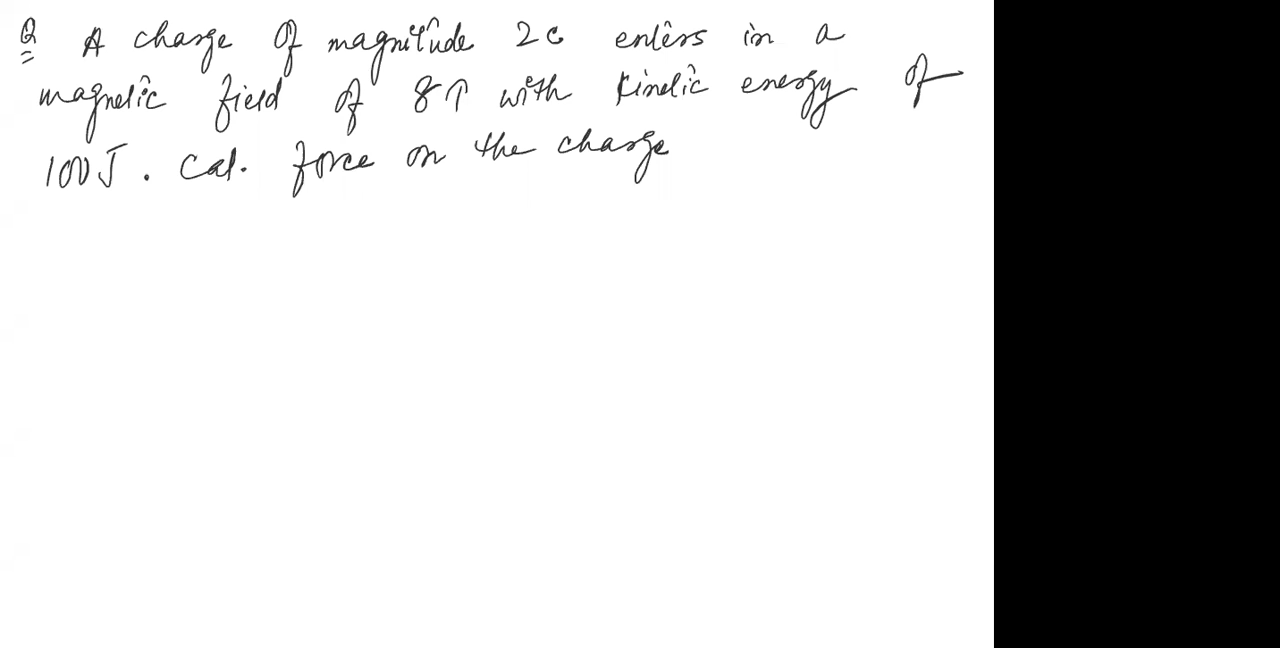 Q A charge of magnitude 2c enters in a
magnetic field of 8T with kinetic energy of
100J. Cal. force on the charge